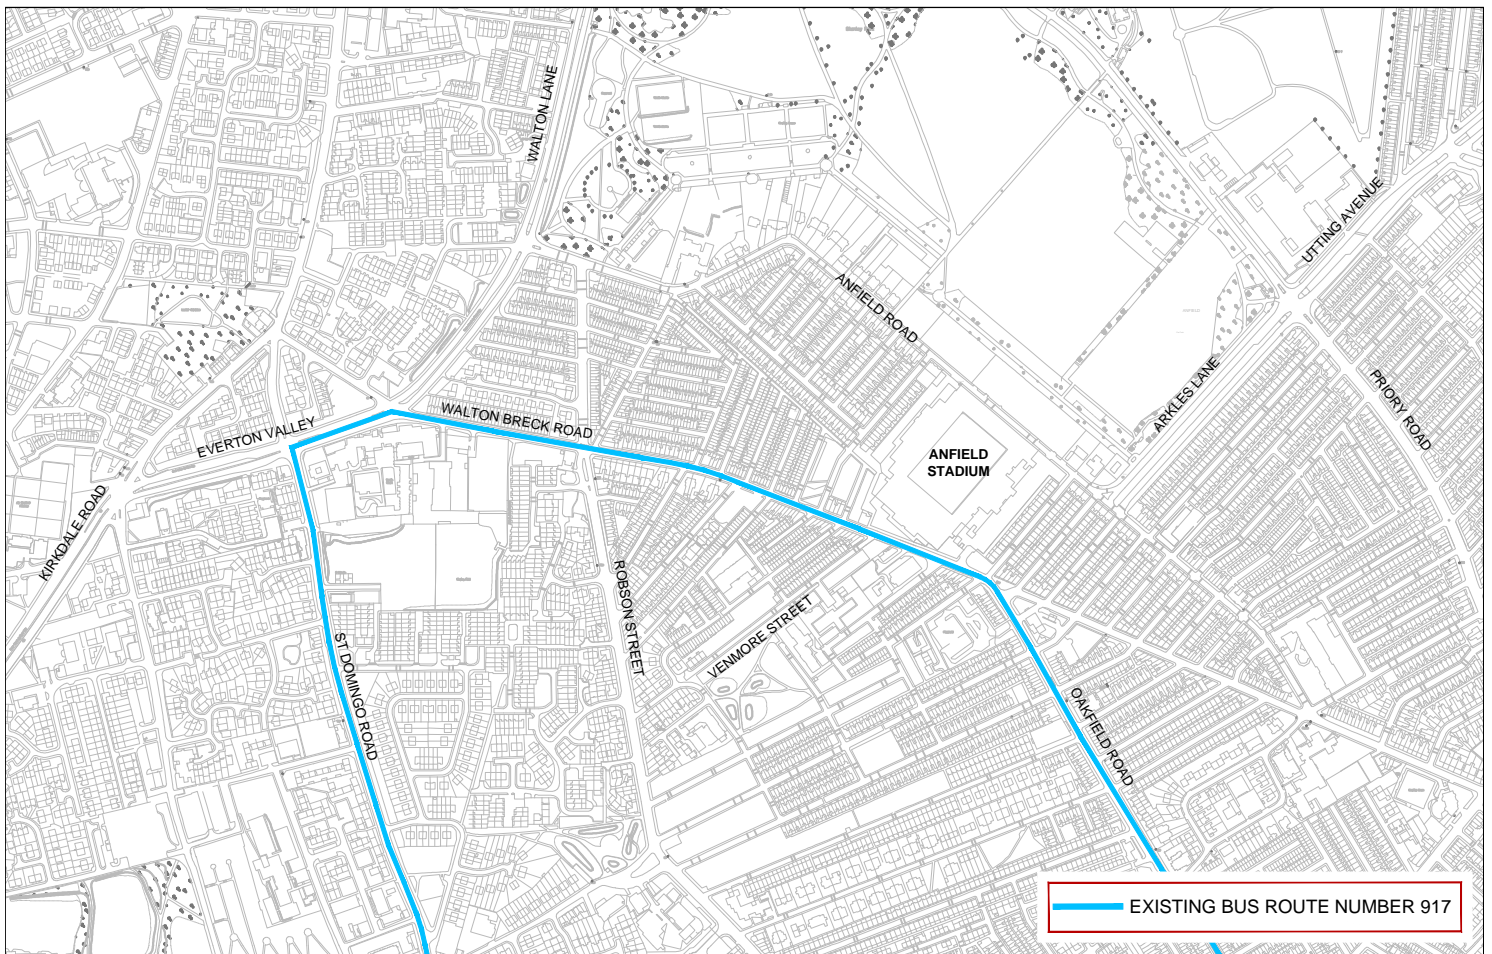 WALTON LANE
UTTING AVENUE
ANFIELD ROAD
ARKLES LANE
PRIORY ROAD
WALTON BRECK ROAD
EVERTON VALLEY
ANFIELD
STADIUM
KIRKDALE ROAD
ROBSON STREET
VENMORE STREET
ST DOMINGO ROAD
OAKFIELD ROAD
EXISTING BUS ROUTE NUMBER 917